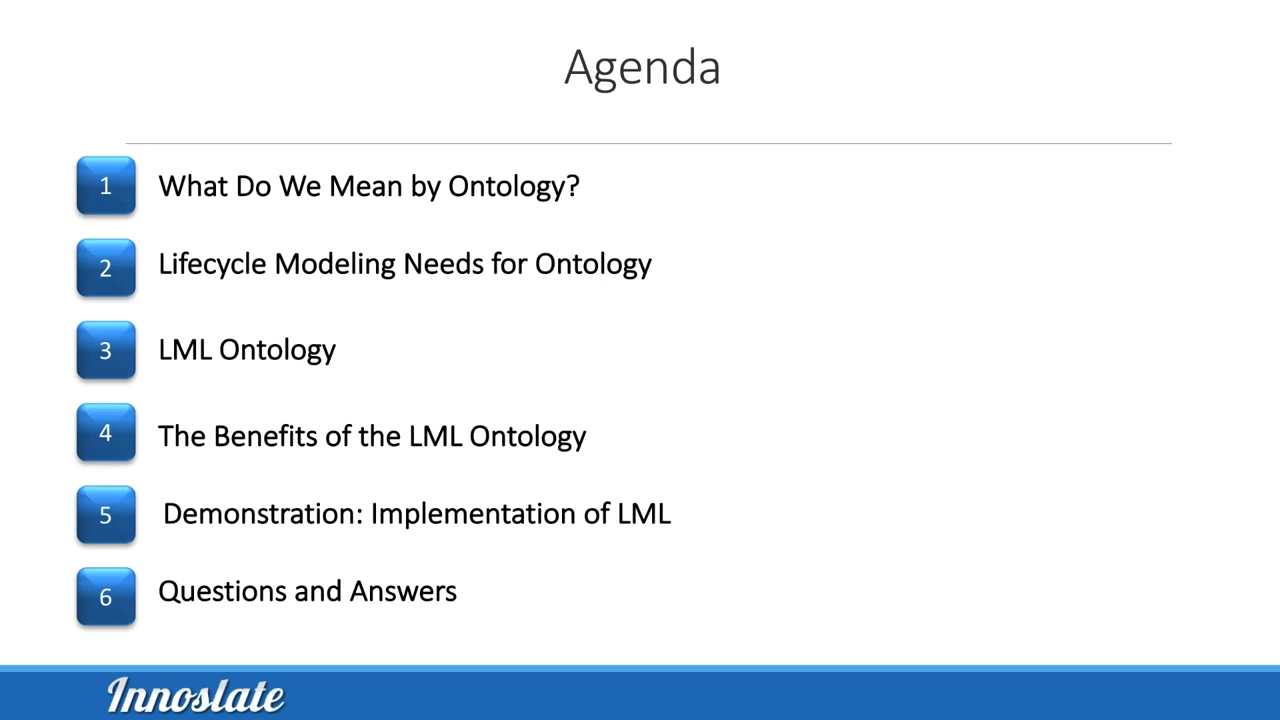 Agenda
1 What Do We Mean by Ontology?
2 Lifecycle Modeling Needs for Ontology
3 LML Ontology
4 The Benefits of the LML Ontology
5 Demonstration: Implementation of LML
6 Questions and Answers
Innoslate